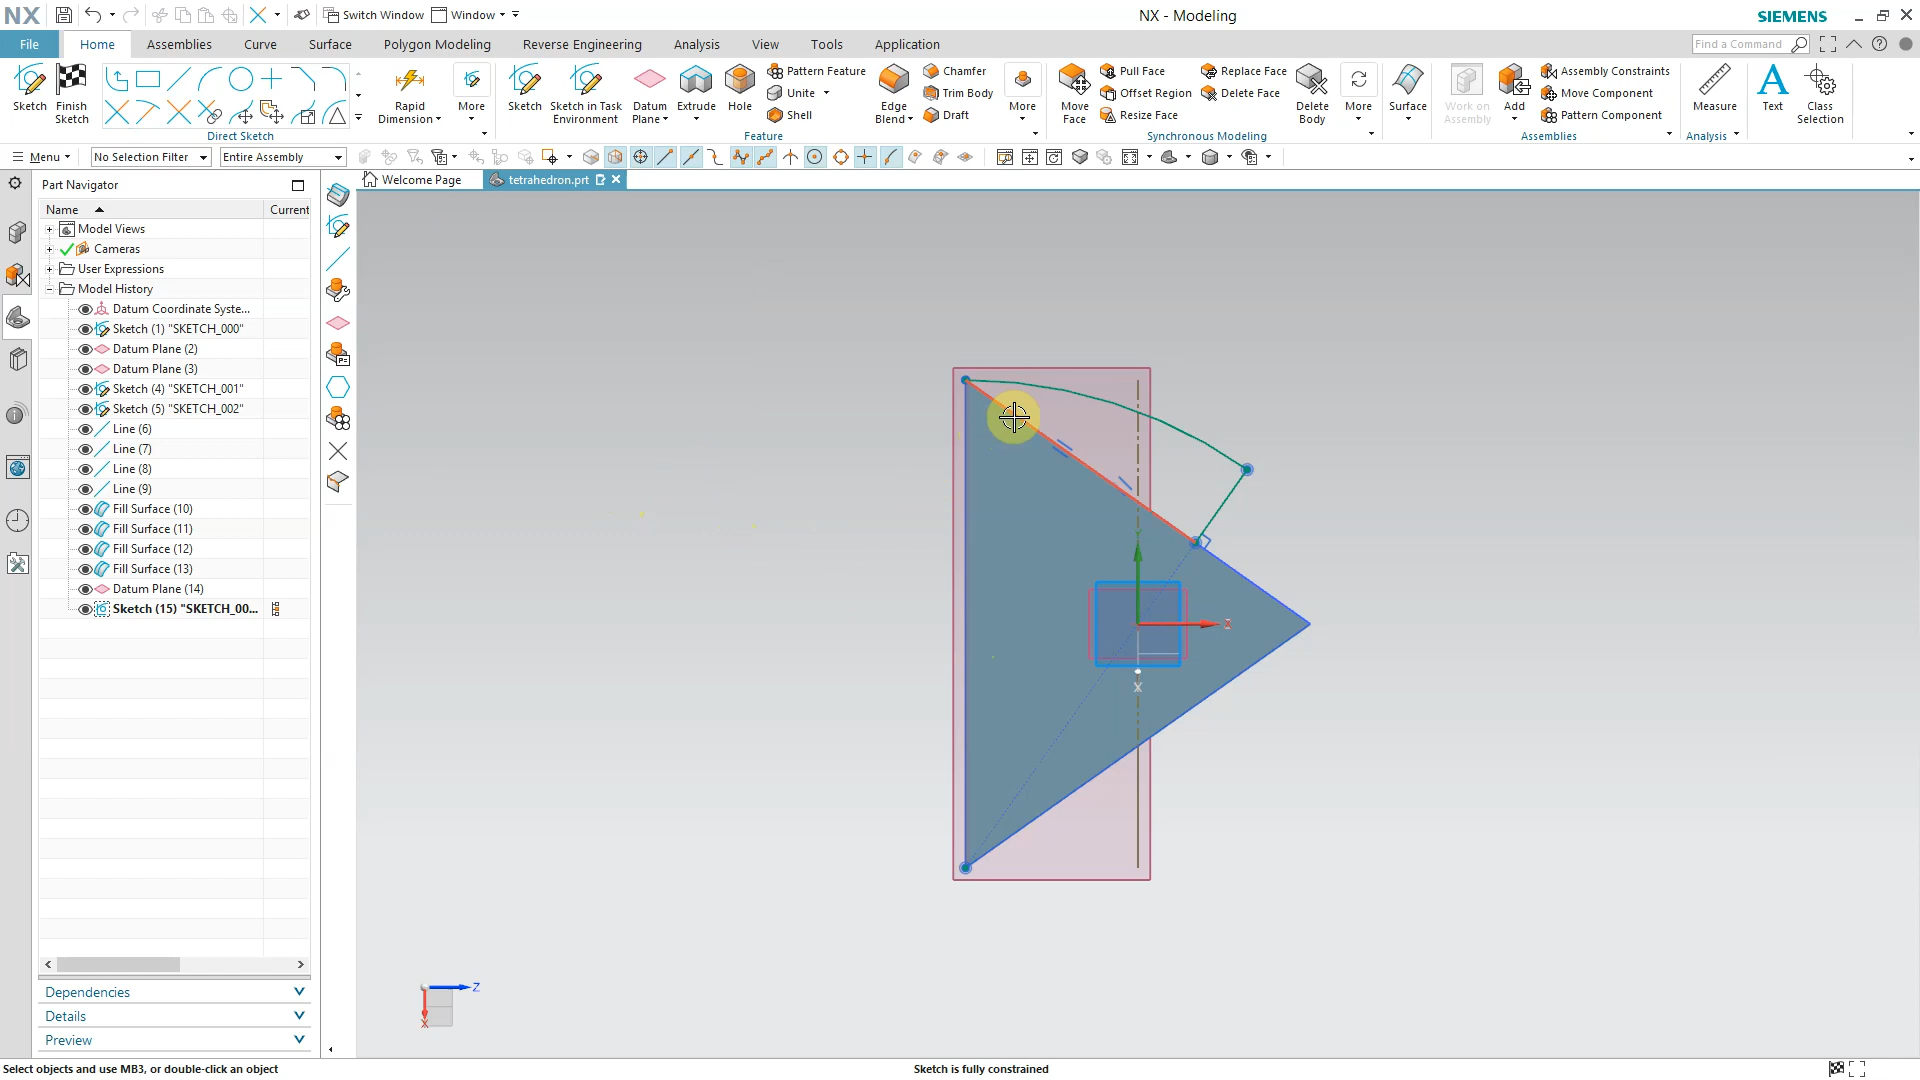 NX
Switch Window
Window
NX - Modeling
SIEMENS
File
Home
Assemblies
Curve
Surface
Polygon Modeling
Reverse Engineering
Analysis
View
Tools
Application
Find a Command
Sketch
Finish Sketch
Direct Sketch
Rapid Dimension
More
Sketch
Sketch in Task Environment
Datum Plane
Extrude
Hole
Pattern Feature
Unite
Shell
Edge Blend
Chamfer
Trim Body
Draft
More
Feature
Move Face
Pull Face
Offset Region
Resize Face
Replace Face
Delete Face
Delete Body
More
Synchronous Modeling
Surface
Work on Assembly
Add
Assembly Constraints
Move Component
Pattern Component
Assemblies
Measure
Analysis
Text
Class Selection
Menu
No Selection Filter
Entire Assembly
Part Navigator
Welcome Page
tetrahedron.prt
Name
Current
Model Views
Cameras
User Expressions
Model History
Datum Coordinate Syste...
Sketch (1) "SKETCH_000"
Datum Plane (2)
Datum Plane (3)
Sketch (4) "SKETCH_001"
Sketch (5) "SKETCH_002"
Line (6)
Line (7)
Line (8)
Line (9)
Fill Surface (10)
Fill Surface (11)
Fill Surface (12)
Fill Surface (13)
Datum Plane (14)
Sketch (15) "SKETCH_00...
Dependencies
Details
Preview
Y
X
Z
X
Select objects and use MB3, or double-click an object
Sketch is fully constrained